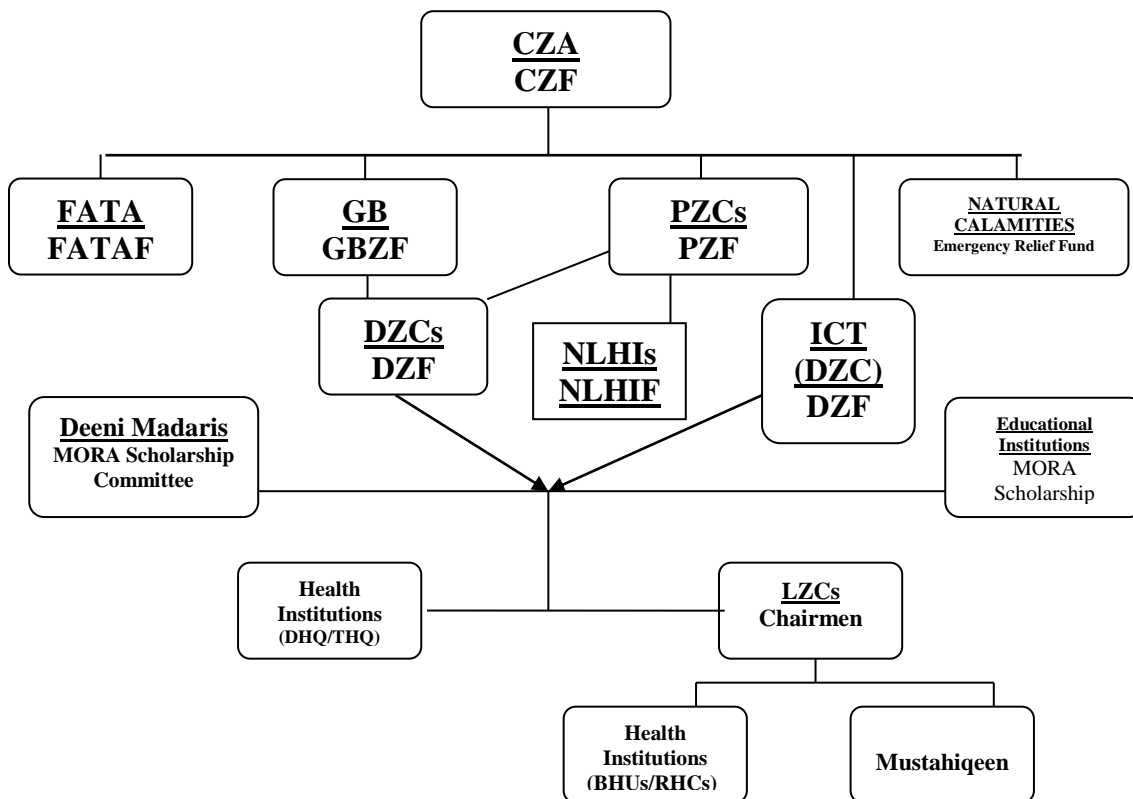 CZA
CZF
FATA
FATAF
GB
GBZF
PZCs
PZF
NATURAL
CALAMITIES
Emergency Relief Fund
DZCs
DZF
NLHIs
NLHIF
ICT
(DZC)
DZF
Deeni Madaris
MORA Scholarship
Committee
Educational
Institutions
MORA
Scholarship
Health
Institutions
(DHQ/THQ)
LZCs
Chairmen
Health
Institutions
(BHUs/RHCs)
Mustahiqeen